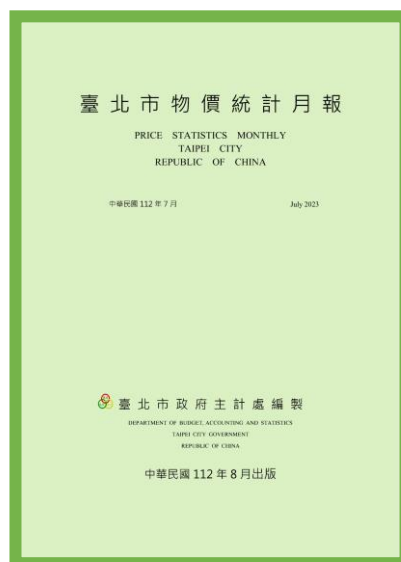 臺北市物價統計月報
PRICE STATISTICS MONTHLY
TAIPEI CITY
REPUBLIC OF CHINA
中華民國 112 年 7 月 July 2023
臺北市政府主計處編製
DEPARTMENT OF BUDGET, ACCOUNTING AND STATISTICS
TAIPEI CITY GOVERNMENT
REPUBLIC OF CHINA
中華民國 112 年 8 月出版